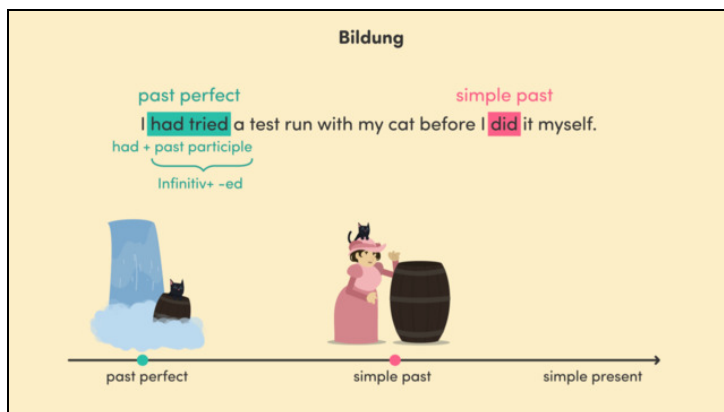 Bildung
past perfect simple past
I had tried a test run with my cat before I did it myself.
had + past participle
Infinitiv+ -ed
past perfect simple past simple present